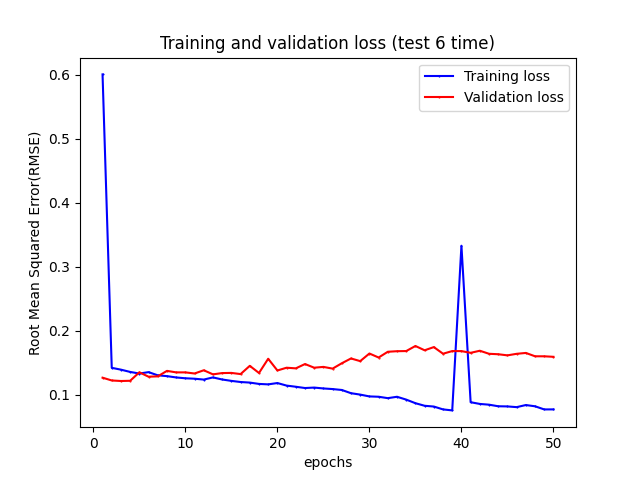 Training and validation loss (test 6 time)
Training loss
Validation loss
Root Mean Squared Error(RMSE)
0.6
0.5
0.4
0.3
0.2
0.1
0 10 20 30 40 50
epochs